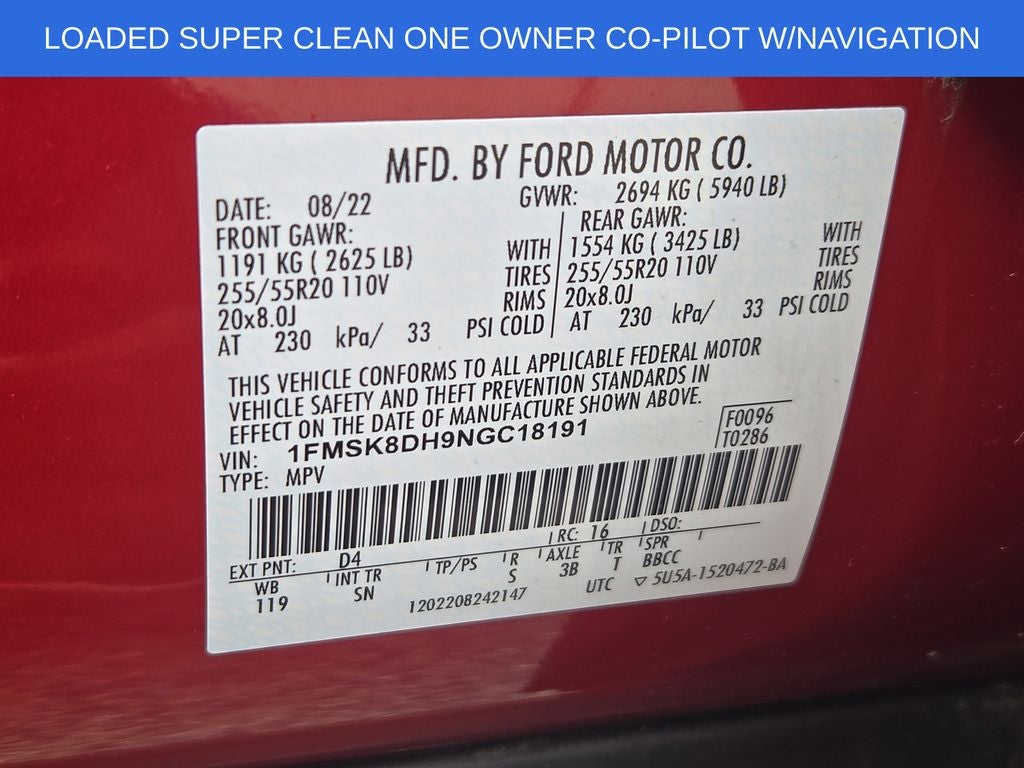 LOADED SUPER CLEAN ONE OWNER CO-PILOT W/NAVIGATION
MFD. BY FORD MOTOR CO.
DATE: 08/22 GVWR: 2694 KG ( 5940 LB)
FRONT GAWR: REAR GAWR:
1191 KG ( 2625 LB) WITH 1554 KG ( 3425 LB) WITH
255/55R20 110V TIRES 255/55R20 110V TIRES
20x8.0J RIMS 20x8.0J RIMS
AT 230 kPa/ 33 PSI COLD AT 230 kPa/ 33 PSI COLD
THIS VEHICLE CONFORMS TO ALL APPLICABLE FEDERAL MOTOR
VEHICLE SAFETY AND THEFT PREVENTION STANDARDS IN
EFFECT ON THE DATE OF MANUFACTURE SHOWN ABOVE.
VIN: 1FMSK8DH9NGC18191 F0096
TYPE: MPV T0286
EXT PNT: D4 RC: 16 DSO:
WB INT TR TP/PS R AXLE TR SPR
119 SN S 3B T BBCC
1202208242147 UTC ▽ 5U5A-1520472-BA